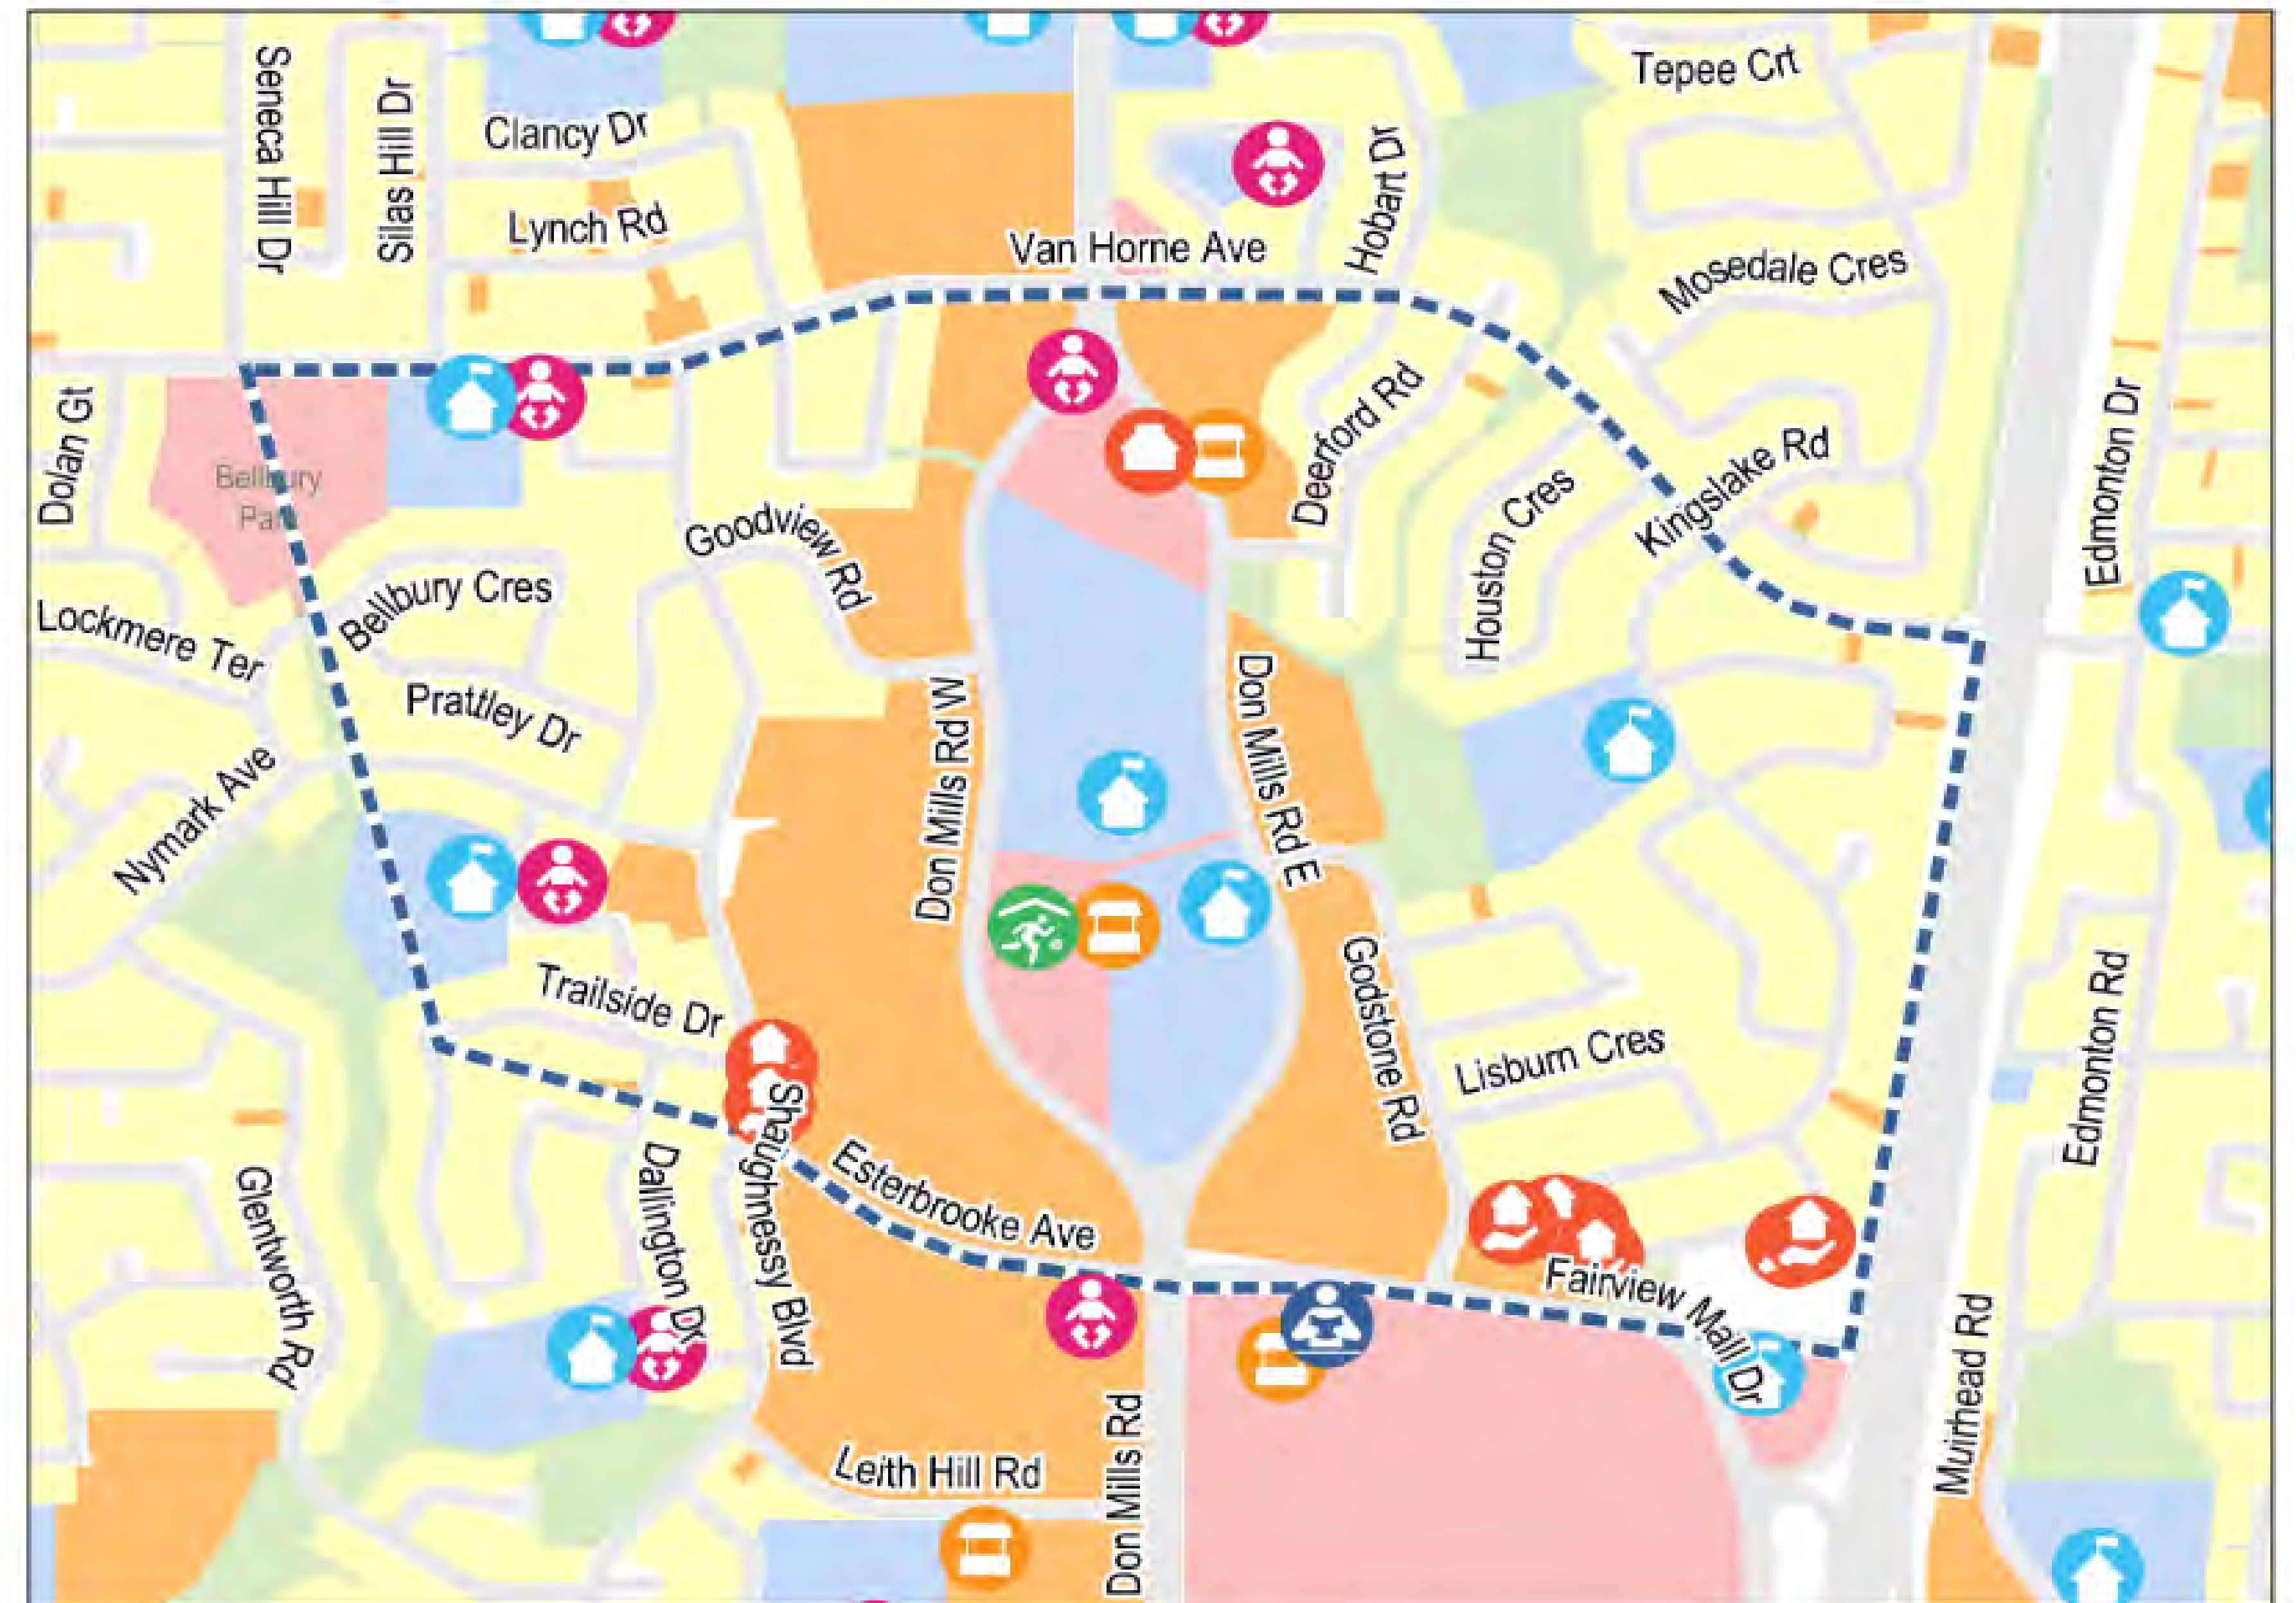 Tepee Crt
Seneca Hill Dr
Silas Hill Dr
Clancy Dr
Lynch Rd
Van Horne Ave
Hobart Dr
Mosedale Cres
Dolan Gt
Bellbury
Park
Deerford Rd
Kingslake Rd
Edmonton Dr
Goodview Rd
Houston Cres
Lockmere Ter
Bellbury Cres
Prattley Dr
Don Mills Rd W
Don Mills Rd E
Nymark Ave
Trailside Dr
Godstone Rd
Lisburn Cres
Edmonton Rd
Shaughnessy Blvd
Esterbrooke Ave
Dallington Dr
Glentworth Rd
Fairview Mall Dr
Muirhead Rd
Leith Hill Rd
Don Mills Rd